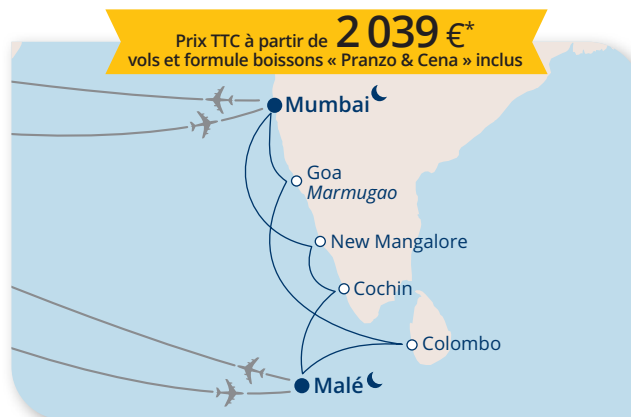 Prix TTC à partir de 2 039 €*
vols et formule boissons « Pranzo & Cena » inclus
Mumbai
Goa
Marmugao
New Mangalore
Cochin
Colombo
Malé